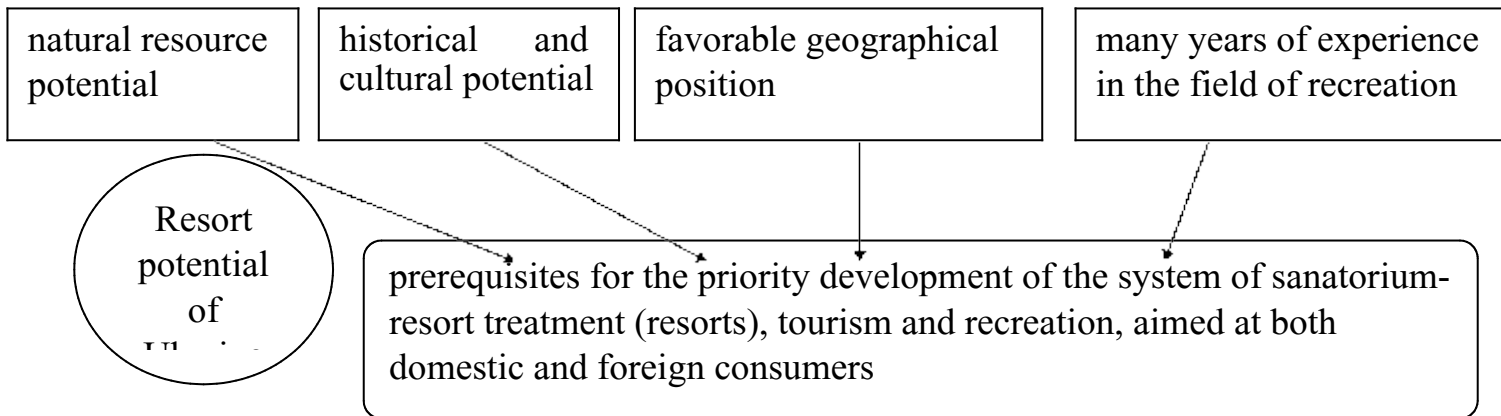 natural resource
potential
historical and
cultural potential
favorable geographical
position
many years of experience
in the field of recreation
Resort
potential
of
prerequisites for the priority development of the system of sanatorium-
resort treatment (resorts), tourism and recreation, aimed at both
domestic and foreign consumers